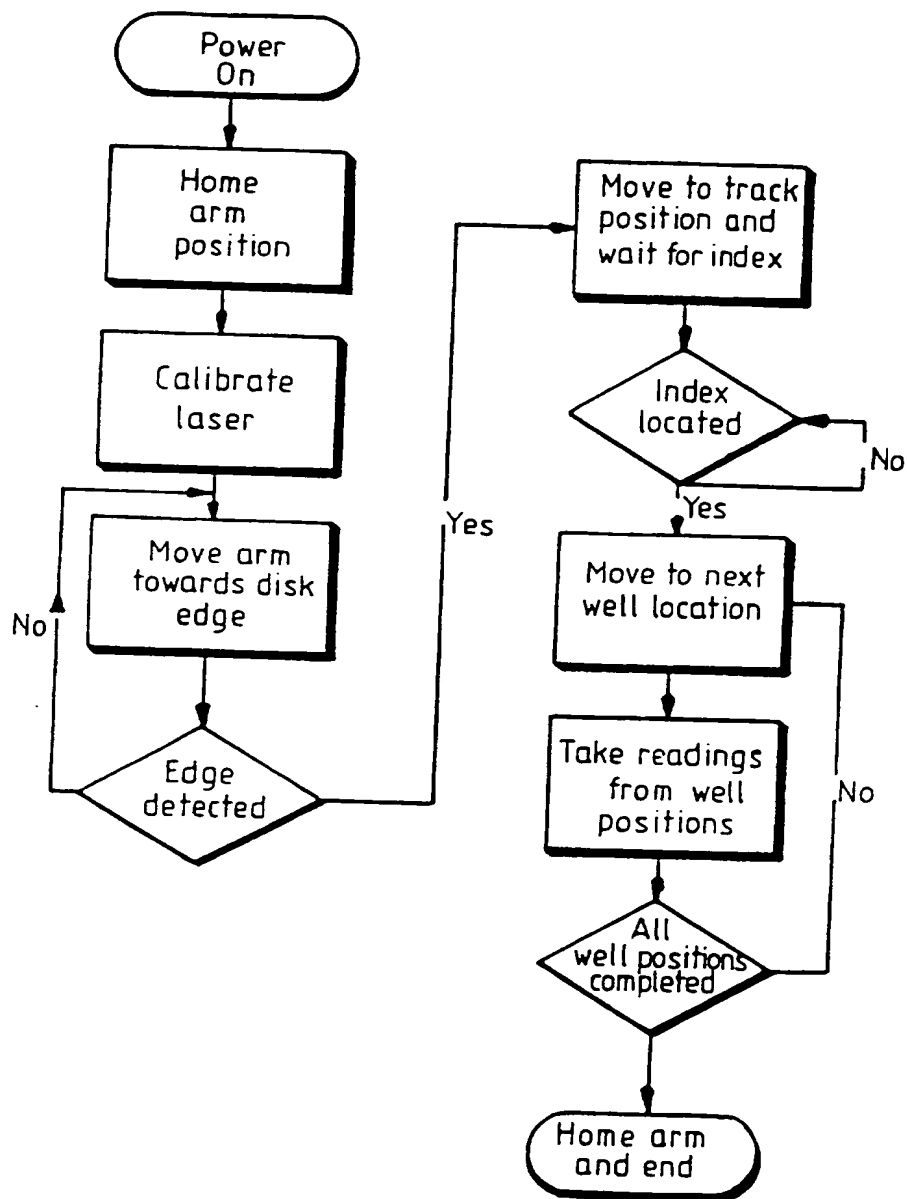 Power
On
Home
arm
position
Calibrate
laser
Move arm
towards disk
edge
No
Edge
detected
Yes
Move to track
position and
wait for index
Index
located
No
Yes
Move to next
well location
Take readings
from well
positions
No
All
well positions
completed
Home arm
and end